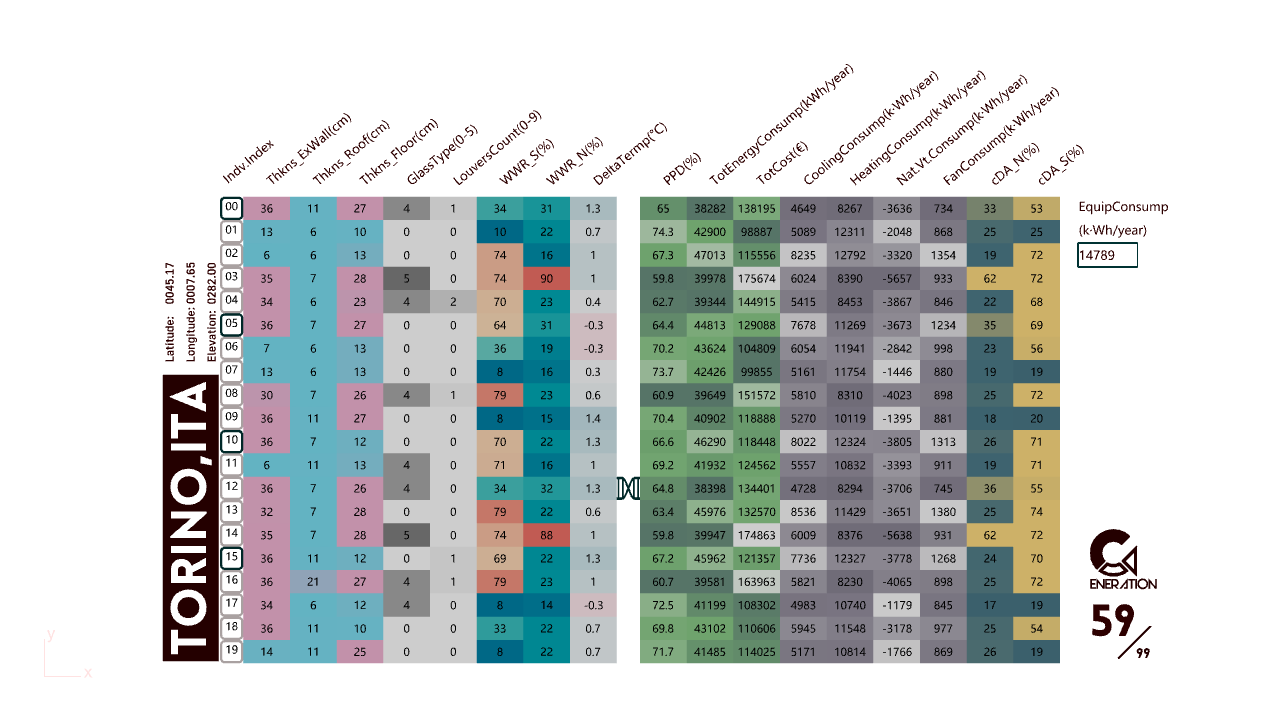 Indv.Index Thkns_ExWall(cm) Thkns_Roof(cm) Thkns_Floor(cm) GlassType(0-5) LouversCount(0-9) WWR_S(%) WWR_N(%) DeltaTermp(°C) PPD(%) TotEnergyConsump(kWh/year) TotCost(€) CoolingConsump(k·Wh/year) HeatingConsump(k·Wh/year) Nat.Vt.Consump(k·Wh/year) FanConsump(k·Wh/year) cDA_N(%) cDA_S(%)
00 36 11 27 4 1 34 31 1.3 65 38282 138195 4649 8267 -3636 734 33 53
01 13 6 10 0 0 10 22 0.7 74.3 42900 98887 5089 12311 -2048 868 25 25
02 6 6 13 0 0 74 16 1 67.3 47013 115556 8235 12792 -3320 1354 19 72
03 35 7 28 5 0 74 90 1 59.8 39978 175674 6024 8390 -5657 933 62 72
04 34 6 23 4 2 70 23 0.4 62.7 39344 144915 5415 8453 -3867 846 22 68
05 36 7 27 0 0 64 31 -0.3 64.4 44813 129088 7678 11269 -3673 1234 35 69
06 7 6 13 0 0 36 19 -0.3 70.2 43624 104809 6054 11941 -2842 998 23 56
07 13 6 13 0 0 8 16 0.3 73.7 42426 99855 5161 11754 -1446 880 19 19
08 30 7 26 4 1 79 23 0.6 60.9 39649 151572 5810 8310 -4023 898 25 72
09 36 11 27 0 0 8 15 1.4 70.4 40902 118888 5270 10119 -1395 881 18 20
10 36 7 12 0 0 70 22 1.3 66.6 46290 118448 8022 12324 -3805 1313 26 71
11 6 11 13 4 0 71 16 1 69.2 41932 124562 5557 10832 -3393 911 19 71
12 36 7 26 4 0 34 32 1.3 64.8 38398 134401 4728 8294 -3706 745 36 55
13 32 7 28 0 0 79 22 0.6 63.4 45976 132570 8536 11429 -3651 1380 25 74
14 35 7 28 5 0 74 88 1 59.8 39947 174863 6009 8376 -5638 931 62 72
15 36 11 12 0 1 69 22 1.3 67.2 45962 121357 7736 12327 -3778 1268 24 70
16 36 21 27 4 1 79 23 1 60.7 39581 163963 5821 8230 -4065 898 25 72
17 34 6 12 4 0 8 14 -0.3 72.5 41199 108302 4983 10740 -1179 845 17 19
18 36 11 10 0 0 33 22 0.7 69.8 43102 110606 5945 11548 -3178 977 25 54
19 14 11 25 0 0 8 22 0.7 71.7 41485 114025 5171 10814 -1766 869 26 19
Latitude: 0045.17
Longitude: 0007.65
Elevation: 0282.00
TORINO,ITA
EquipConsump
(k·Wh/year)
14789
ENERATION
59/99
y
x